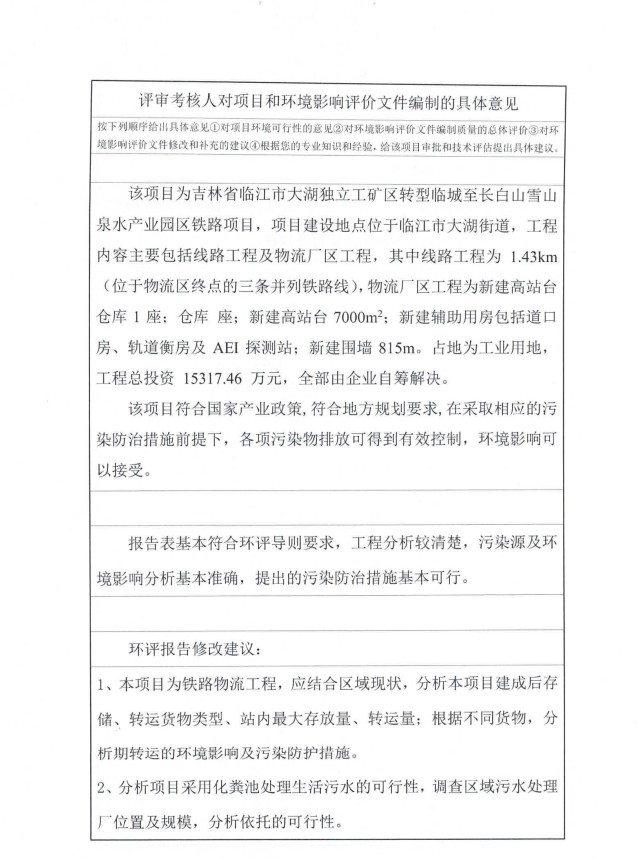 评审考核人对项目和环境影响评价文件编制的具体意见
按下列顺序给出具体意见①对项目环境可行性的意见②对环境影响评价文件编制质量的总体评价③对环
境影响评价文件修改和补充的建议④根据您的专业知识和经验，给该项目审批和技术评估提出具体建议。
该项目为吉林省临江市大湖独立工矿区转型临城至长白山雪山
泉水产业园区铁路项目，项目建设地点位于临江市大湖街道，工程
内容主要包括线路工程及物流厂区工程，其中线路工程为 1.43km
（位于物流区终点的三条并列铁路线），物流厂区工程为新建高站台
仓库 1 座；仓库 座；新建高站台 7000m²；新建辅助用房包括道口
房、轨道衡房及 AEI 探测站；新建围墙 815m。占地为工业用地，
工程总投资 15317.46 万元，全部由企业自筹解决。
该项目符合国家产业政策,符合地方规划要求,在采取相应的污
染防治措施前提下，各项污染物排放可得到有效控制，环境影响可
以接受。
报告表基本符合环评导则要求，工程分析较清楚，污染源及环
境影响分析基本准确，提出的污染防治措施基本可行。
环评报告修改建议：
1、本项目为铁路物流工程，应结合区域现状，分析本项目建成后存
储、转运货物类型、站内最大存放量、转运量；根据不同货物，分
析期转运的环境影响及污染防护措施。
2、分析项目采用化粪池处理生活污水的可行性，调查区域污水处理
厂位置及规模，分析依托的可行性。